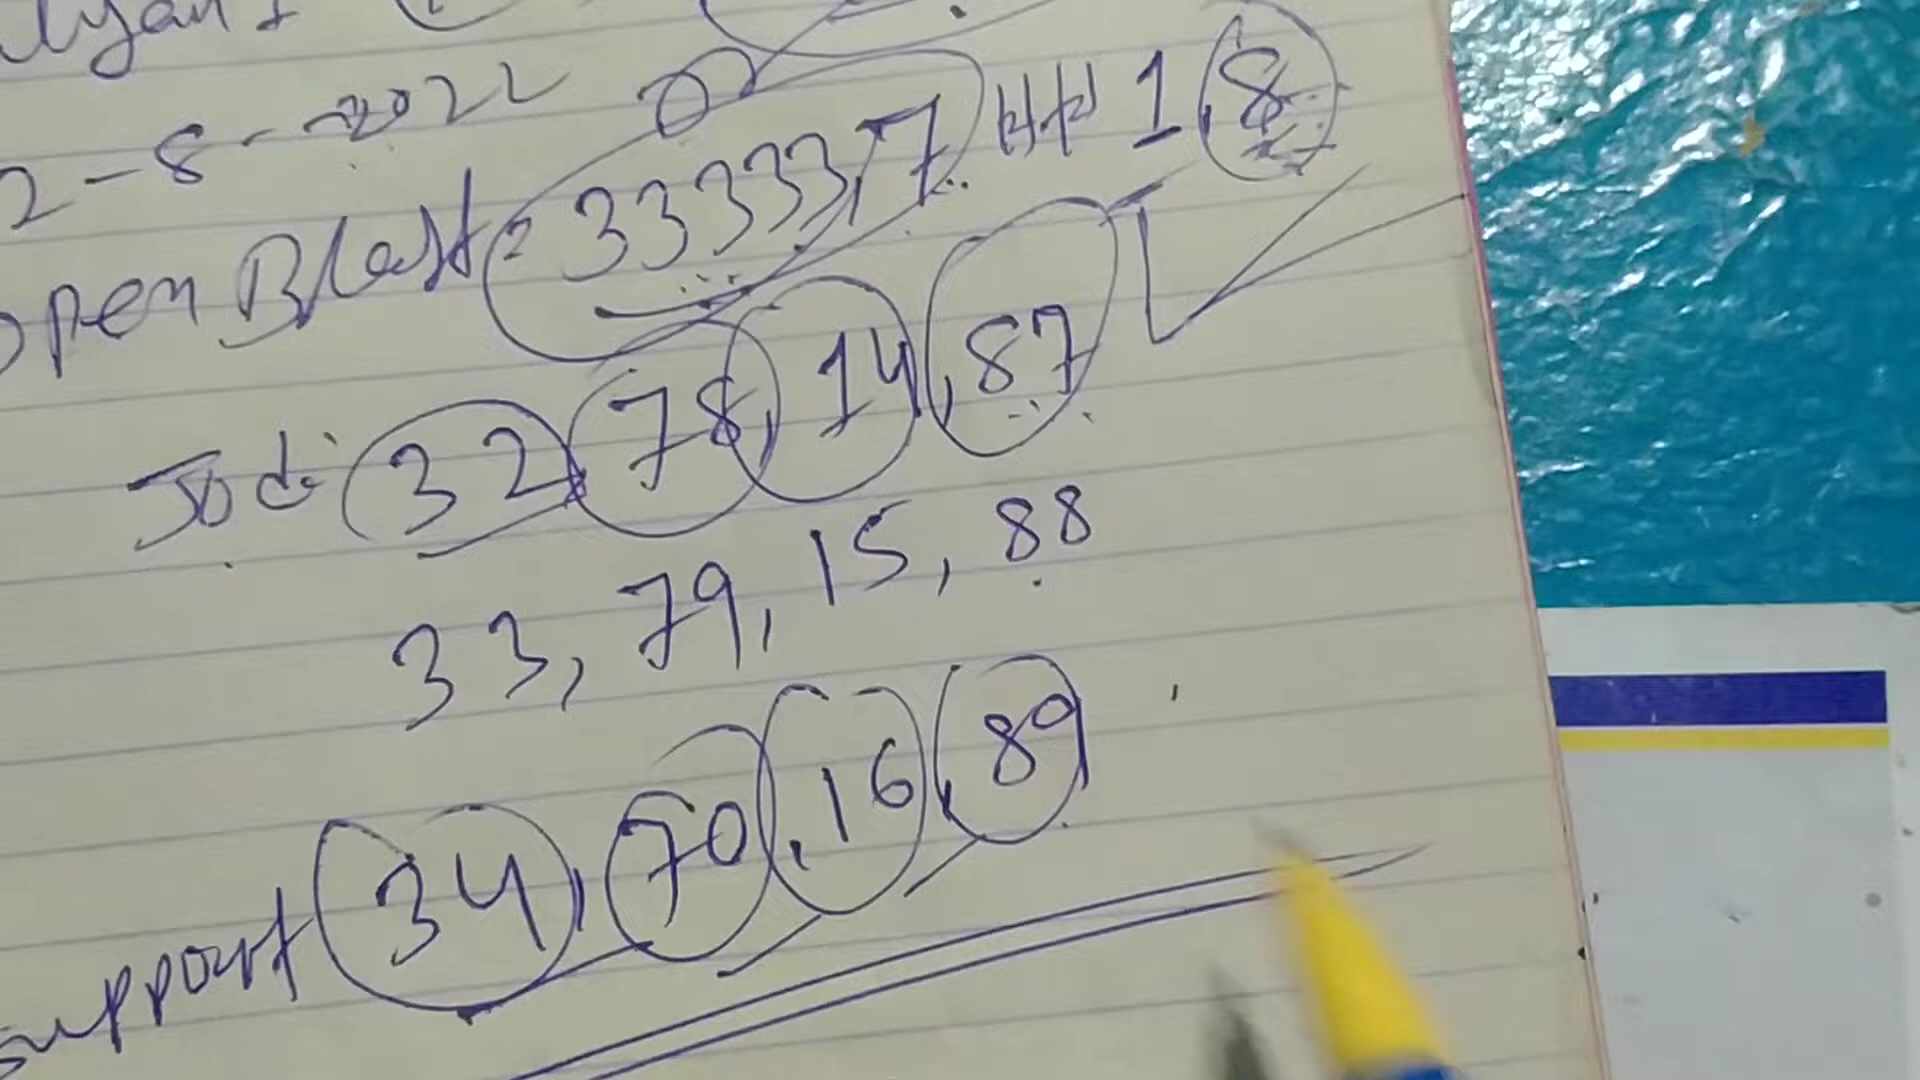 2-8-2022
open Blast: 33333,7 HH 1,8
Jodi 32, 78, 14, 87
33, 79, 15, 88
support 34, 70, 16, 89